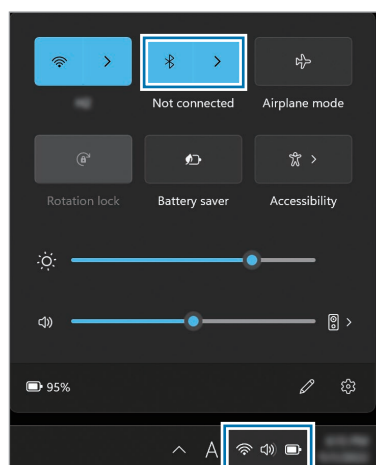 Not connected Airplane mode
Rotation lock Battery saver Accessibility
95%
A